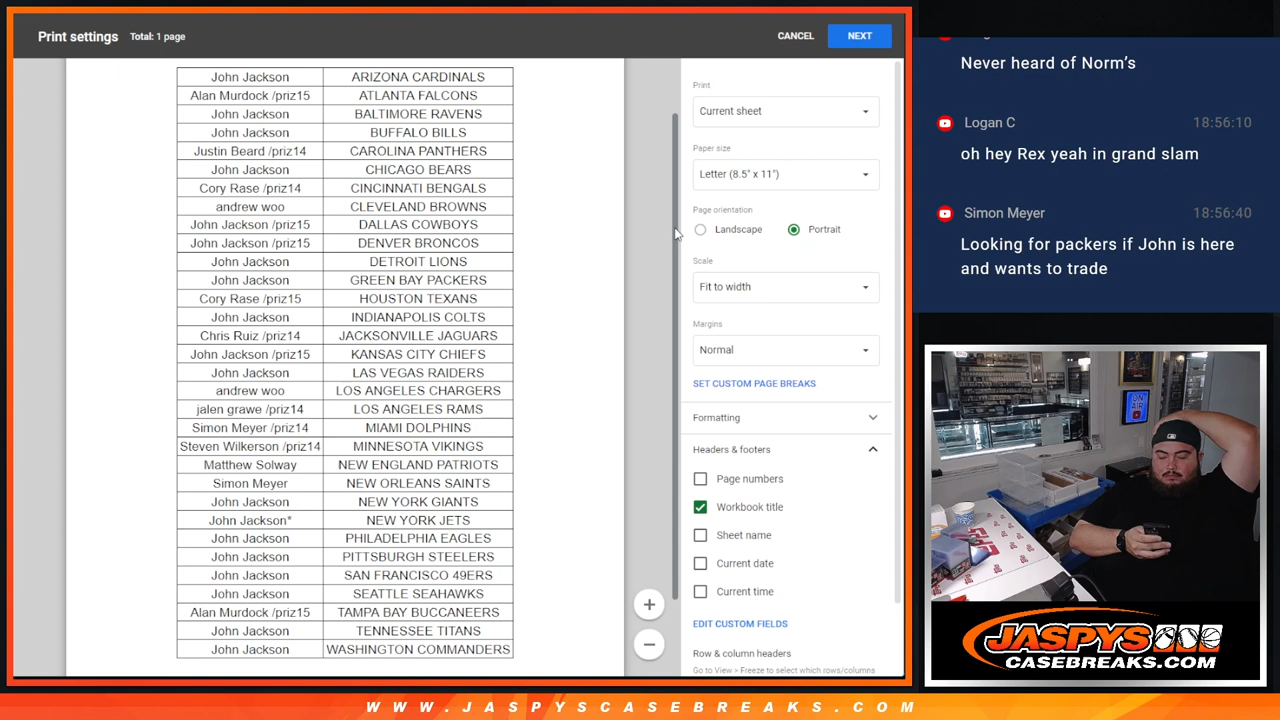 Print settings Total: 1 page CANCEL NEXT
John Jackson ARIZONA CARDINALS
Alan Murdock /priz15 ATLANTA FALCONS
John Jackson BALTIMORE RAVENS
John Jackson BUFFALO BILLS
Justin Beard /priz14 CAROLINA PANTHERS
John Jackson CHICAGO BEARS
Cory Rase /priz14 CINCINNATI BENGALS
andrew woo CLEVELAND BROWNS
John Jackson /priz15 DALLAS COWBOYS
John Jackson /priz15 DENVER BRONCOS
John Jackson DETROIT LIONS
John Jackson GREEN BAY PACKERS
Cory Rase /priz15 HOUSTON TEXANS
John Jackson INDIANAPOLIS COLTS
Chris Ruiz /priz14 JACKSONVILLE JAGUARS
John Jackson /priz15 KANSAS CITY CHIEFS
John Jackson LAS VEGAS RAIDERS
andrew woo LOS ANGELES CHARGERS
jalen grawe /priz14 LOS ANGELES RAMS
Simon Meyer /priz14 MIAMI DOLPHINS
Steven Wilkerson /priz14 MINNESOTA VIKINGS
Matthew Solway NEW ENGLAND PATRIOTS
Simon Meyer NEW ORLEANS SAINTS
John Jackson NEW YORK GIANTS
John Jackson* NEW YORK JETS
John Jackson PHILADELPHIA EAGLES
John Jackson PITTSBURGH STEELERS
John Jackson SAN FRANCISCO 49ERS
John Jackson SEATTLE SEAHAWKS
Alan Murdock /priz15 TAMPA BAY BUCCANEERS
John Jackson TENNESSEE TITANS
John Jackson WASHINGTON COMMANDERS
Print
Current sheet
Paper size
Letter (8.5" x 11")
Page orientation
Landscape Portrait
Scale
Fit to width
Margins
Normal
SET CUSTOM PAGE BREAKS
Formatting
Headers & footers
Page numbers
Workbook title
Sheet name
Current date
Current time
EDIT CUSTOM FIELDS
Row & column headers
Go to View > Freeze to select which rows/columns
Never heard of Norm's
Logan C 18:56:10
oh hey Rex yeah in grand slam
Simon Meyer 18:56:40
Looking for packers if John is here
and wants to trade
ON
AIR
JASPYS
CASEBREAKS.COM
WWW.JASPYSCASEBREAKS.COM